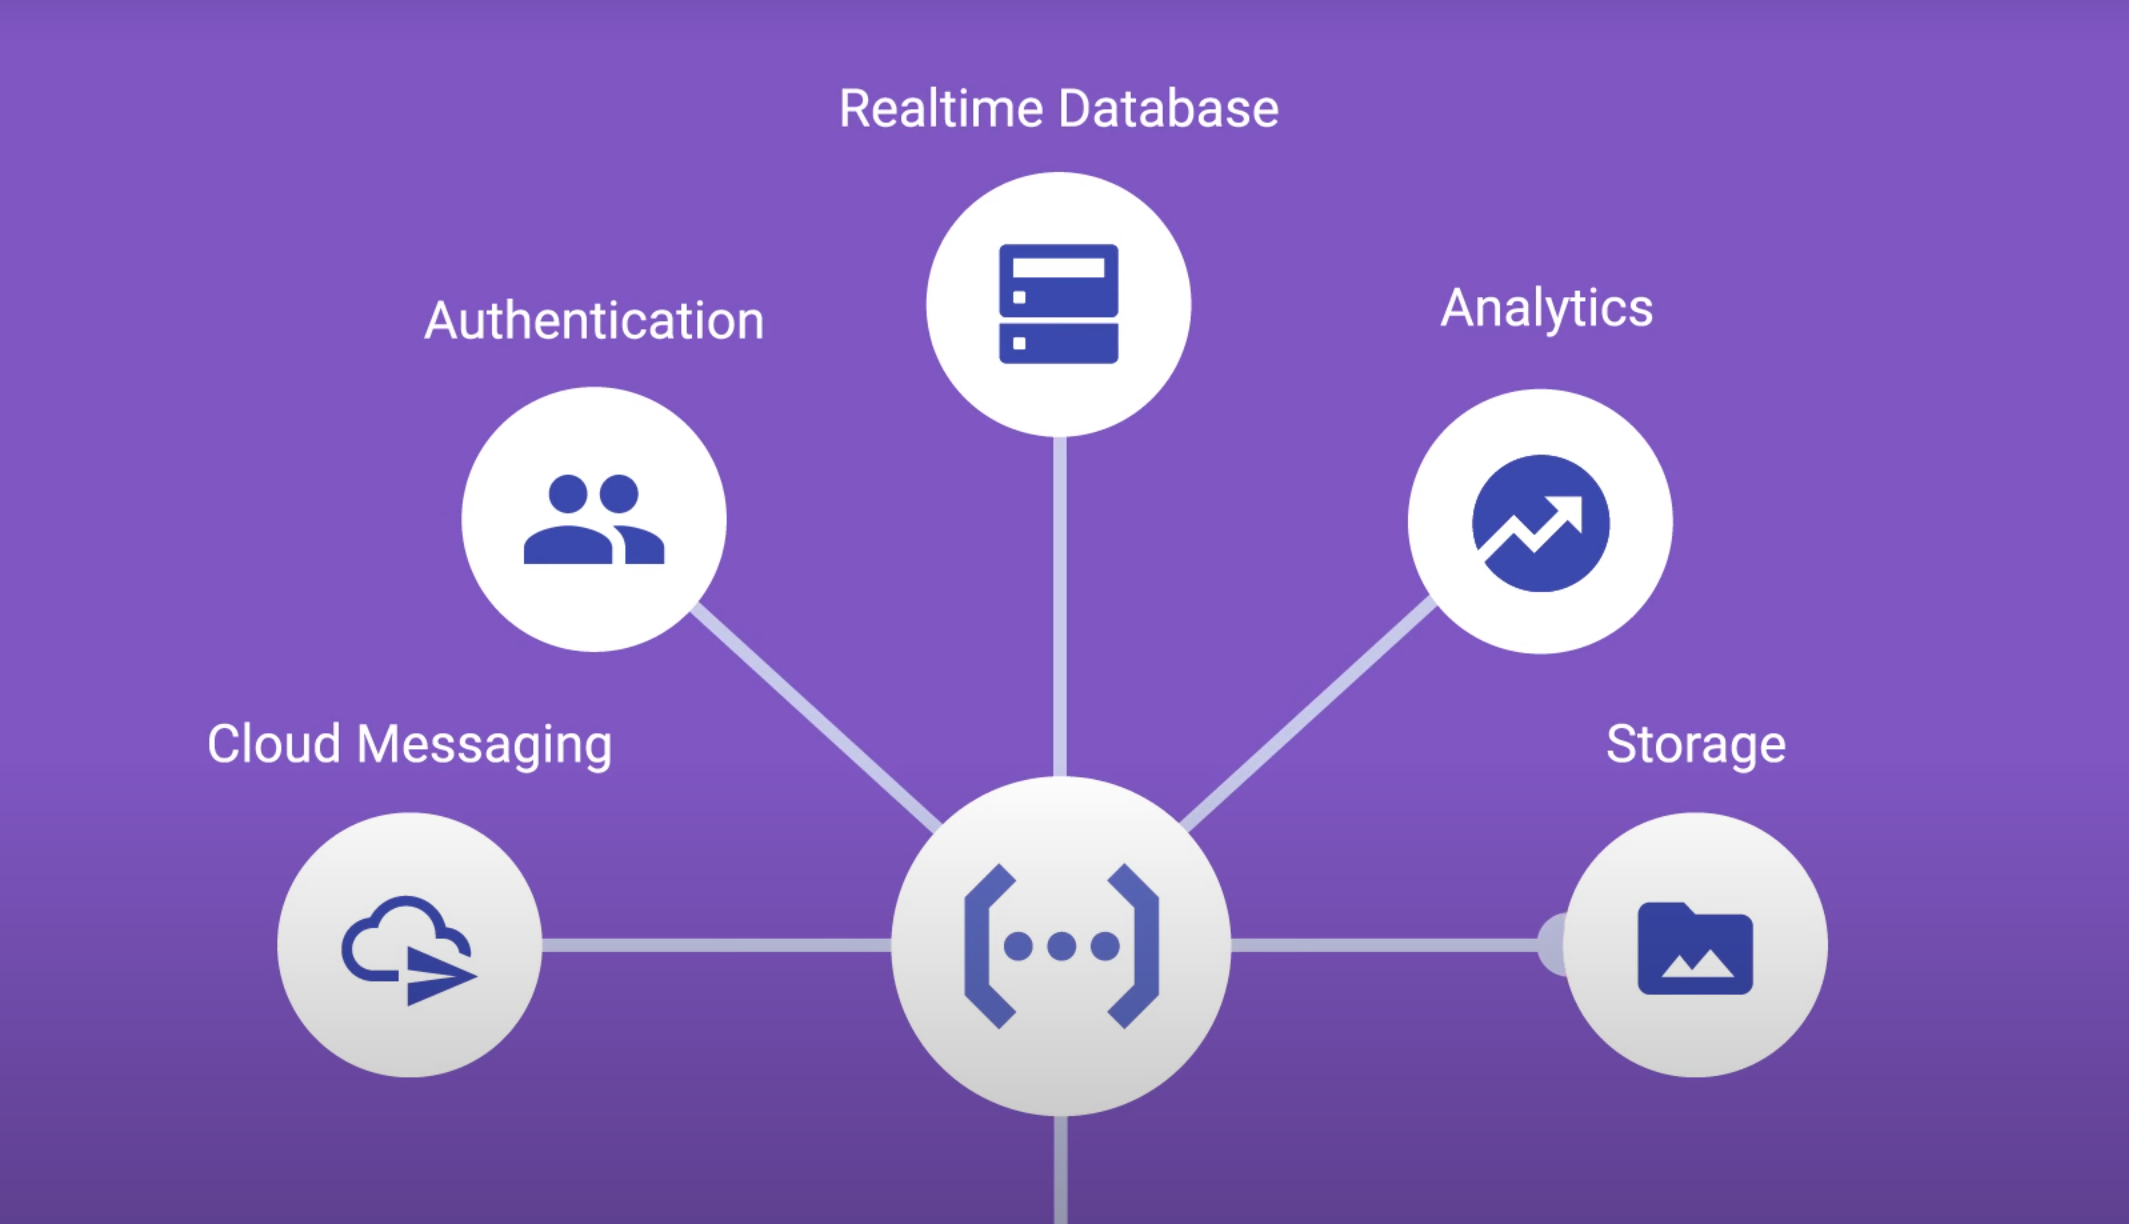 Realtime Database
Authentication
Analytics
Cloud Messaging
Storage